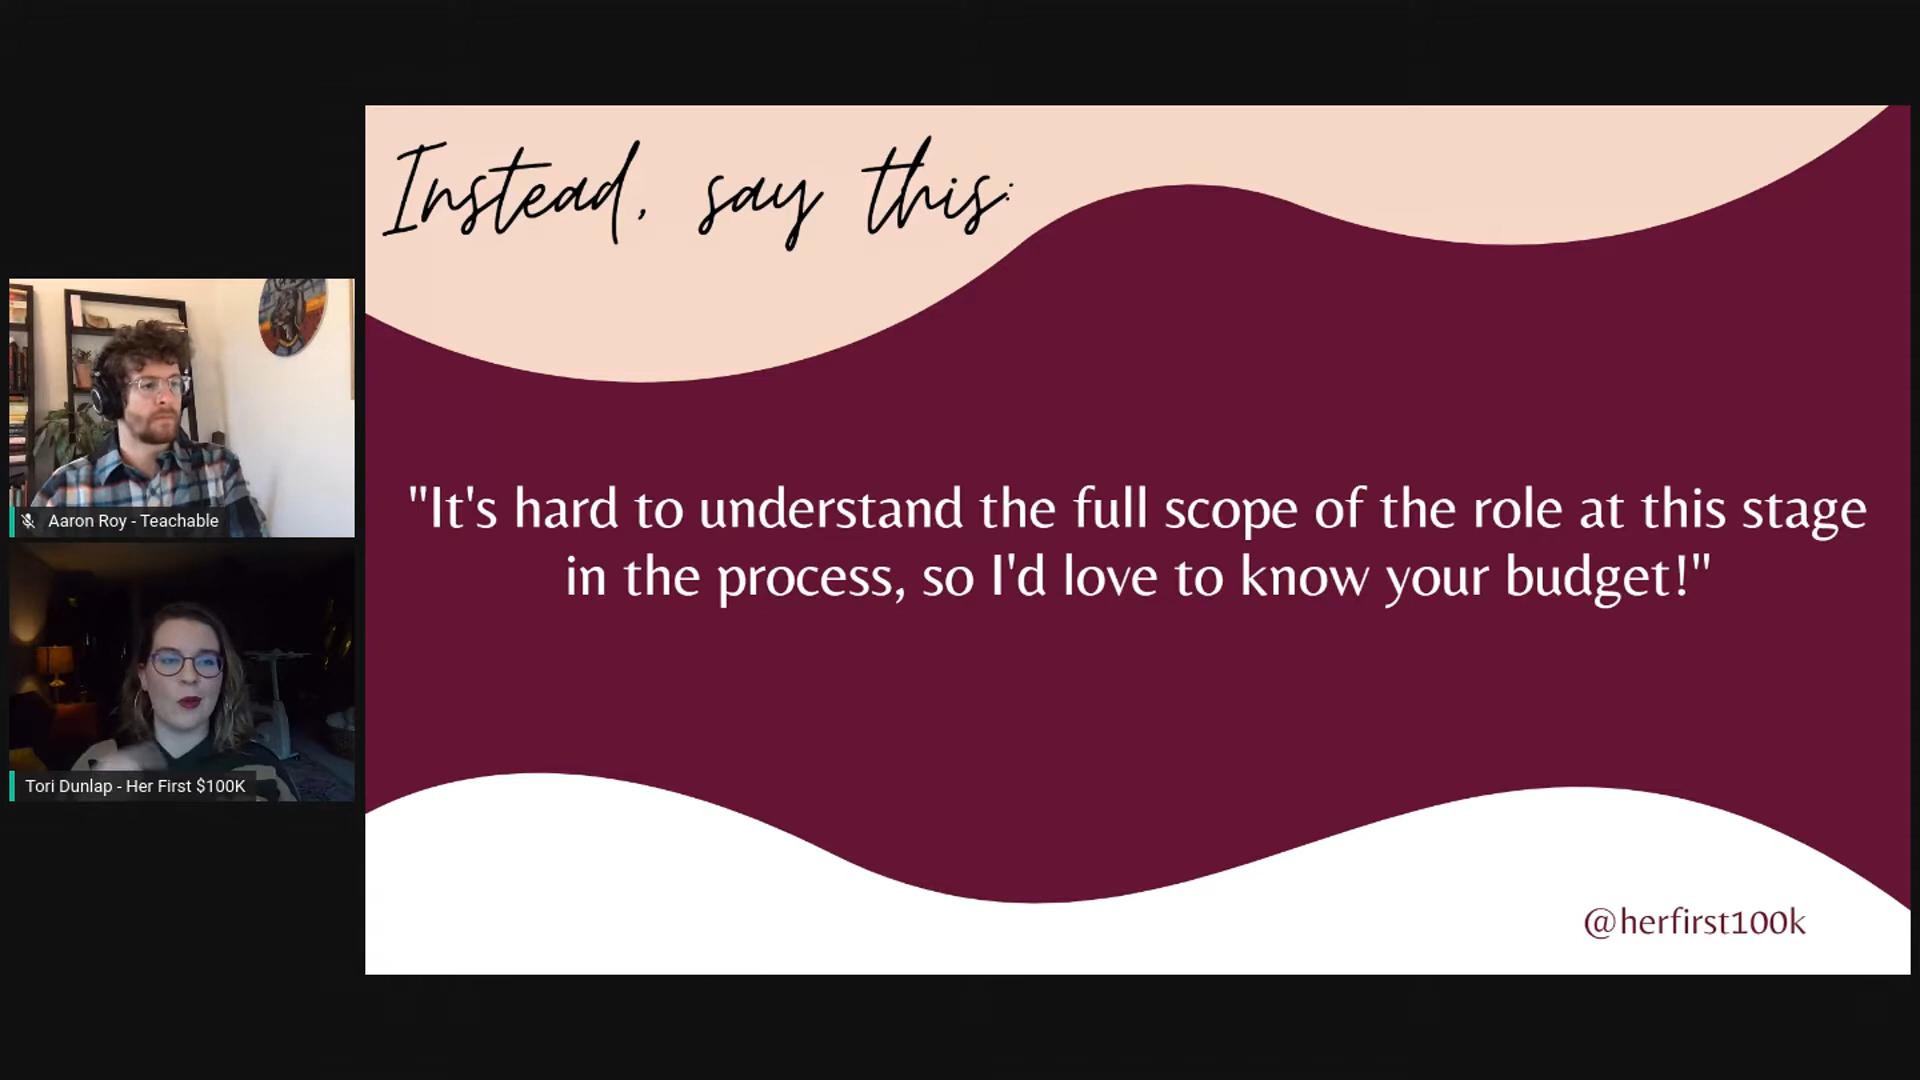 Instead, say this:
"It's hard to understand the full scope of the role at this stage
in the process, so I'd love to know your budget!"
@herfirst100k
Aaron Roy - Teachable
Tori Dunlap - Her First $100K